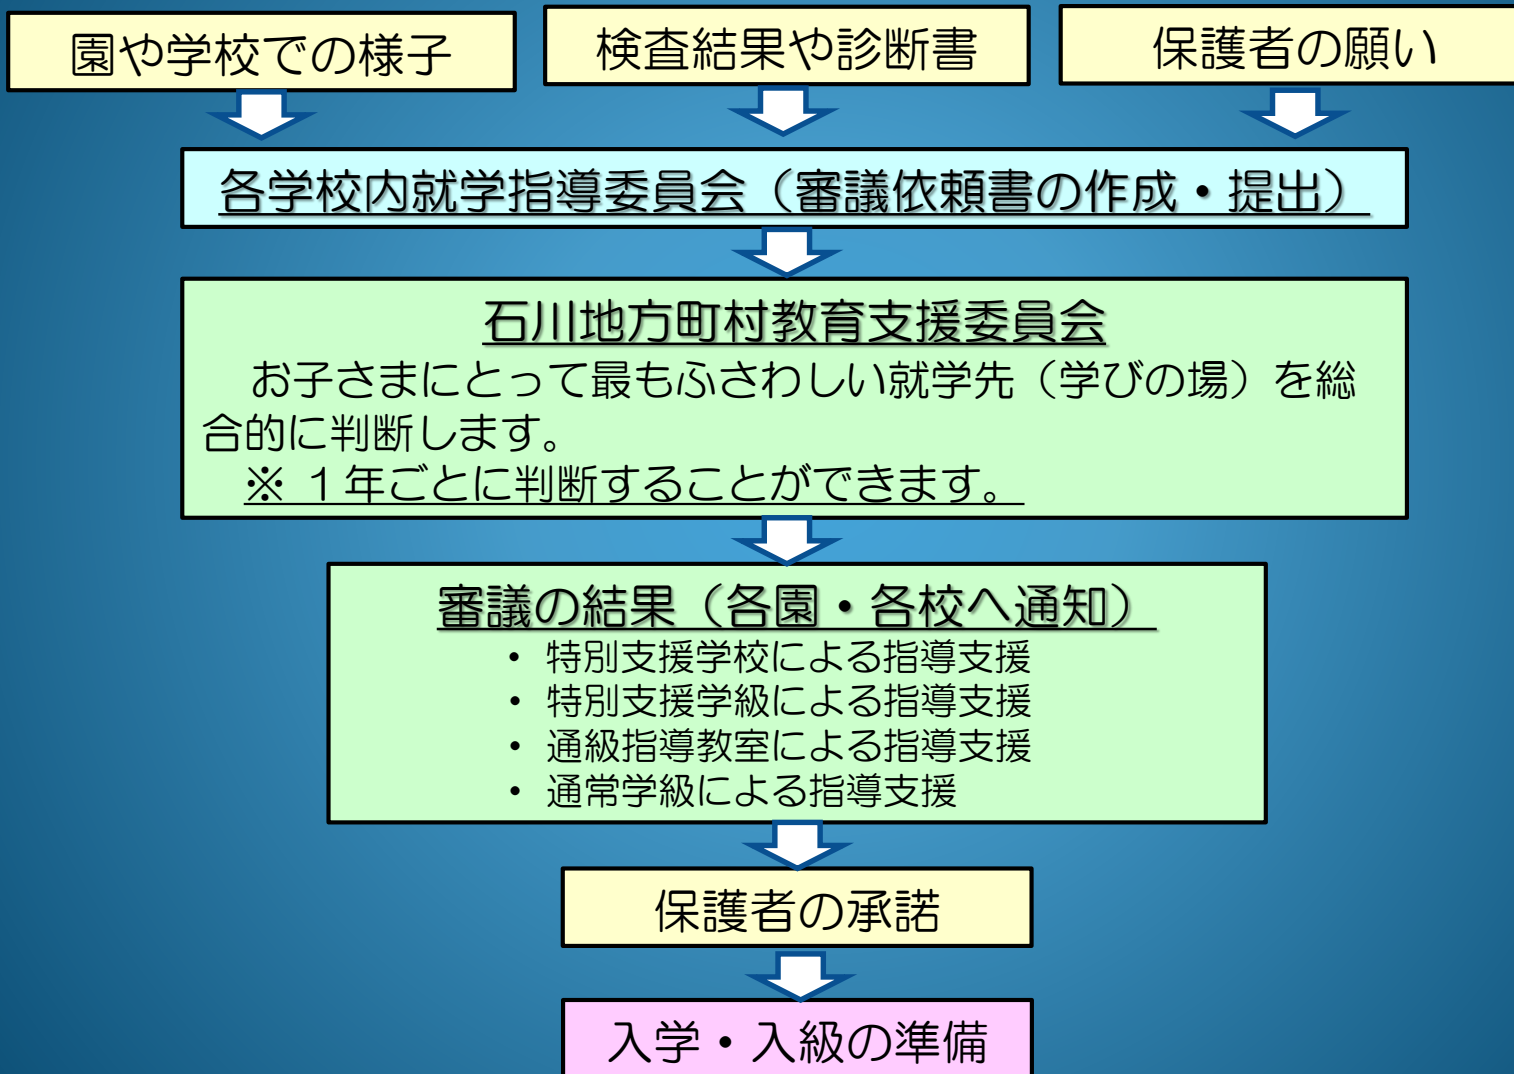 園や学校での様子
検査結果や診断書
保護者の願い
各学校内就学指導委員会（審議依頼書の作成・提出）
石川地方町村教育支援委員会
お子さまにとって最もふさわしい就学先（学びの場）を総
合的に判断します。
※ １年ごとに判断することができます。
審議の結果（各園・各校へ通知）
• 特別支援学校による指導支援
• 特別支援学級による指導支援
• 通級指導教室による指導支援
• 通常学級による指導支援
保護者の承諾
入学・入級の準備